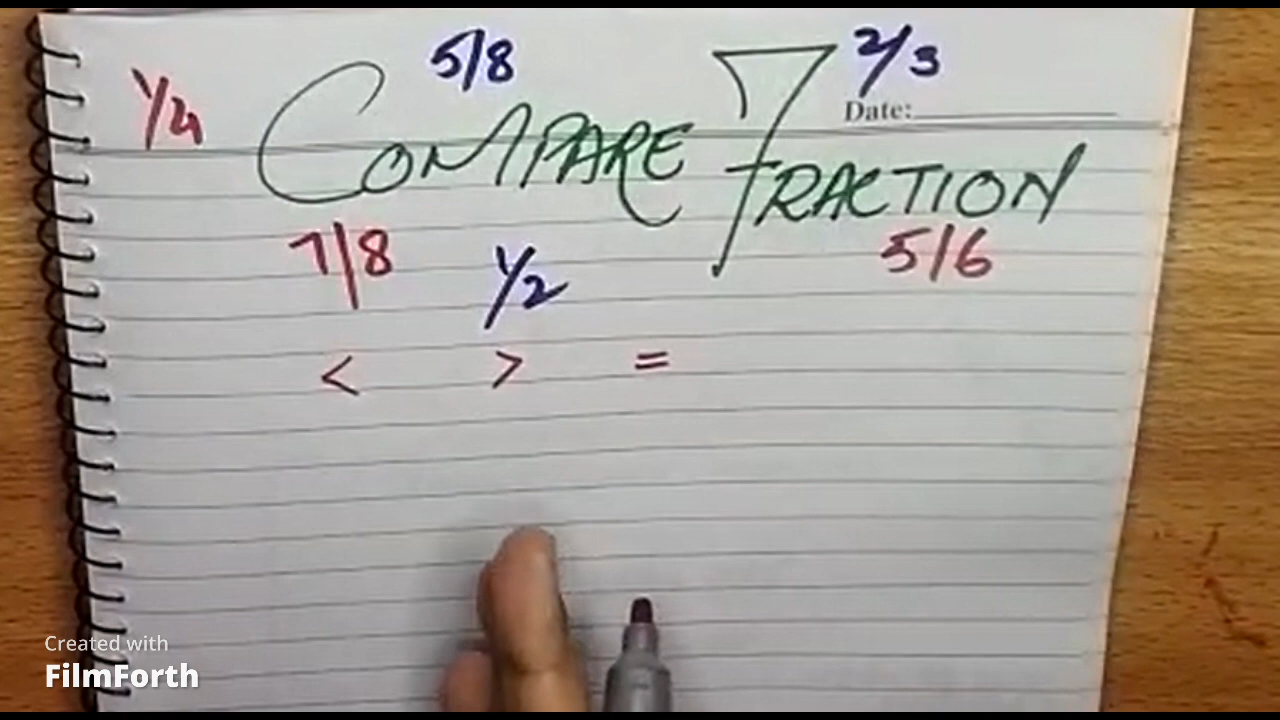 5/8 2/3
1/4 Date:
COMPARE FRACTION
7/8 1/2 5/6
< > =
Created with
FilmForth